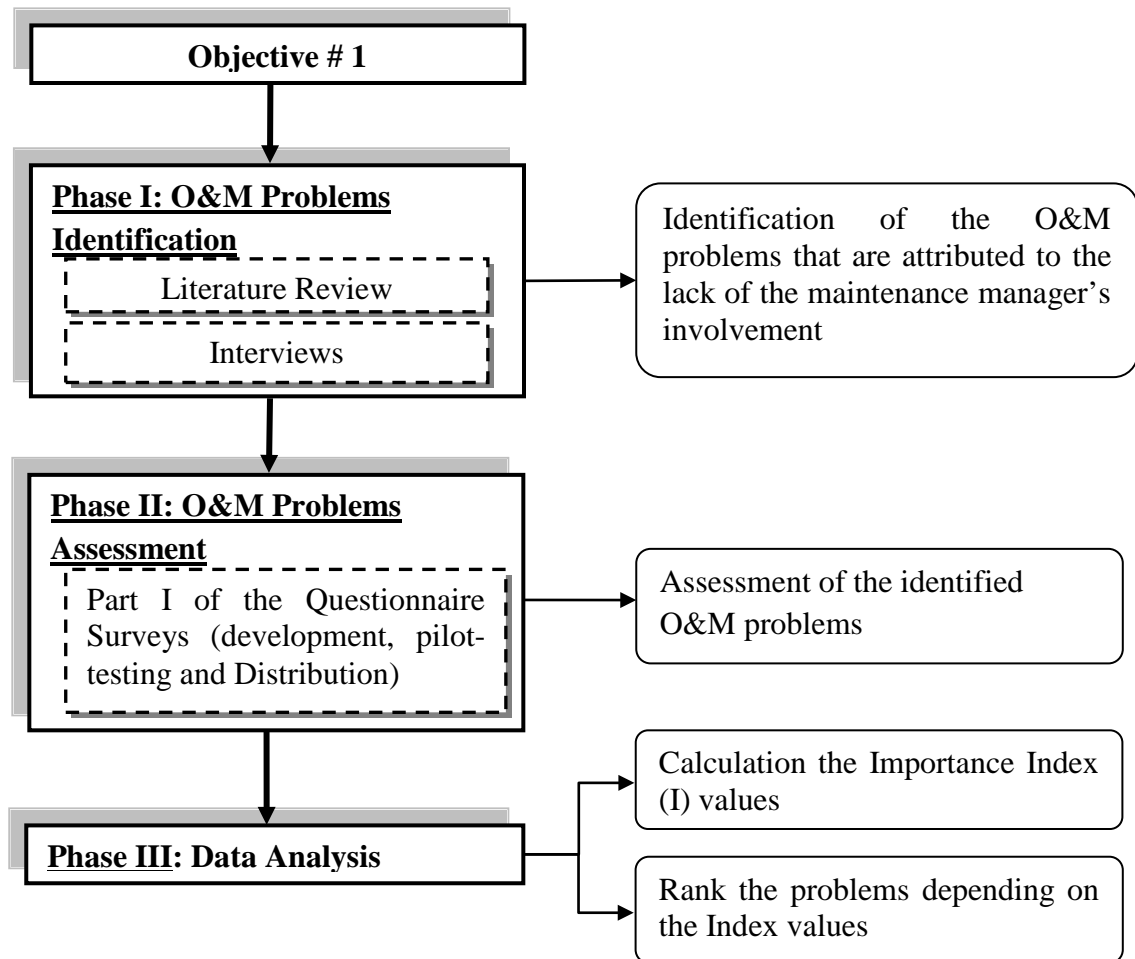 Objective # 1
Phase I: O&M Problems
Identification
Literature Review
Interviews
Identification of the O&M
problems that are attributed to the
lack of the maintenance manager’s
involvement
Phase II: O&M Problems
Assessment
Part I of the Questionnaire
Surveys (development, pilot-
testing and Distribution)
Assessment of the identified
O&M problems
Phase III: Data Analysis
Calculation the Importance Index
(I) values
Rank the problems depending on
the Index values